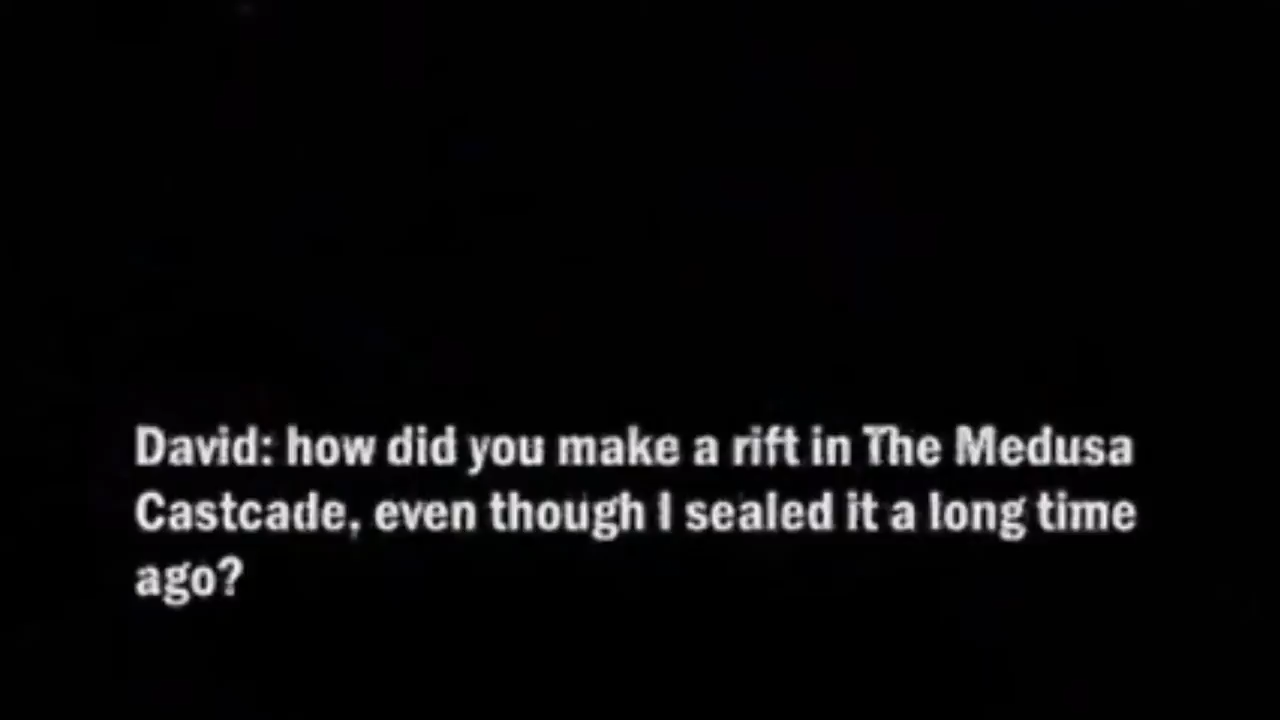 David: how did you make a rift in The Medusa
Castcade, even though I sealed it a long time
ago?